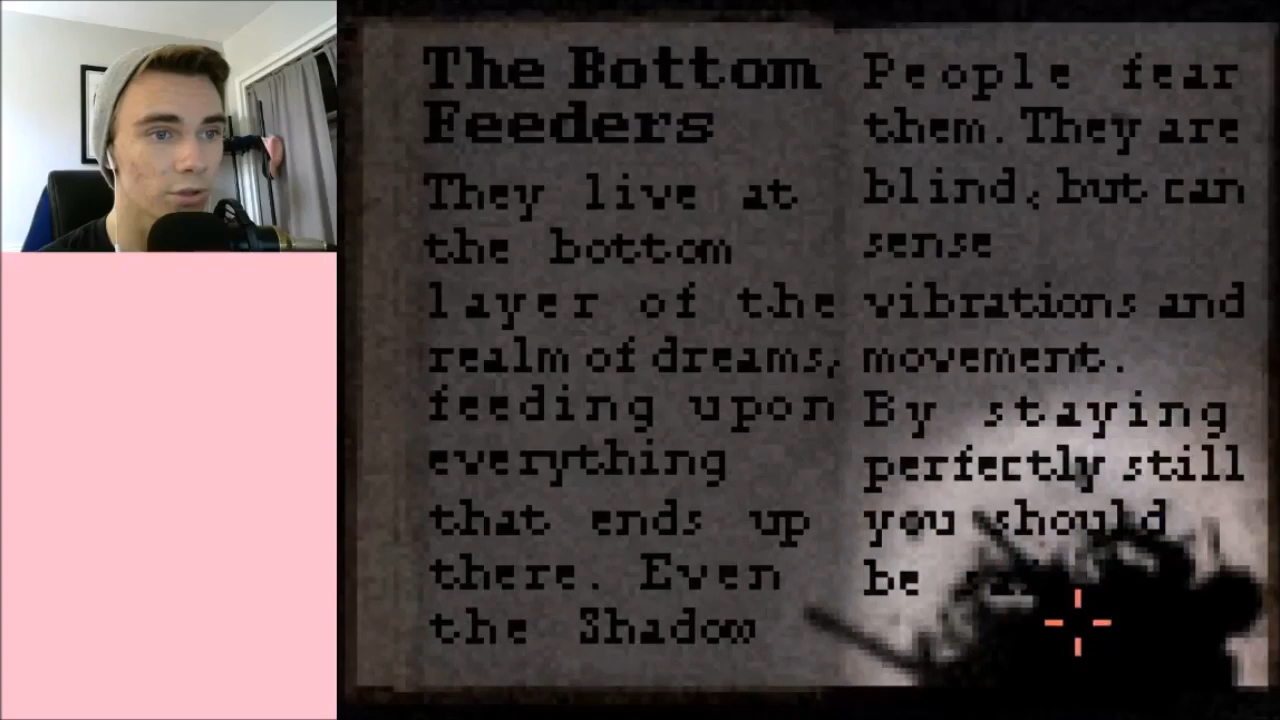 The Bottom
Feeders
They live at
the bottom
layer of the
realm of dreams,
feeding upon
everything
that ends up
there. Even
the Shadow
People fear
them. They are
blind, but can
sense
vibrations and
movement.
By staying
perfectly still
you should
be